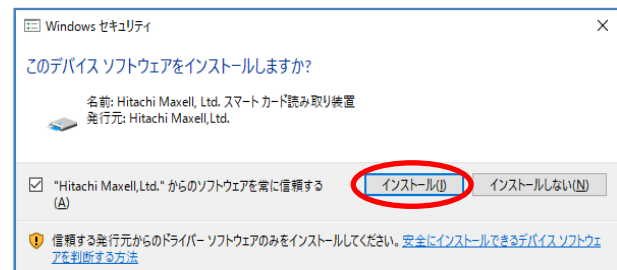 Windows セキュリティ
このデバイス ソフトウェアをインストールしますか?
名前: Hitachi Maxell, Ltd. スマート カード読み取り装置
発行元: Hitachi Maxell,Ltd.
"Hitachi Maxell,Ltd." からのソフトウェアを常に信頼する
(A)
インストール(I)
インストールしない(N)
信頼する発行元からのドライバー ソフトウェアのみをインストールしてください。安全にインストールできるデバイス ソフトウェ
アを判断する方法